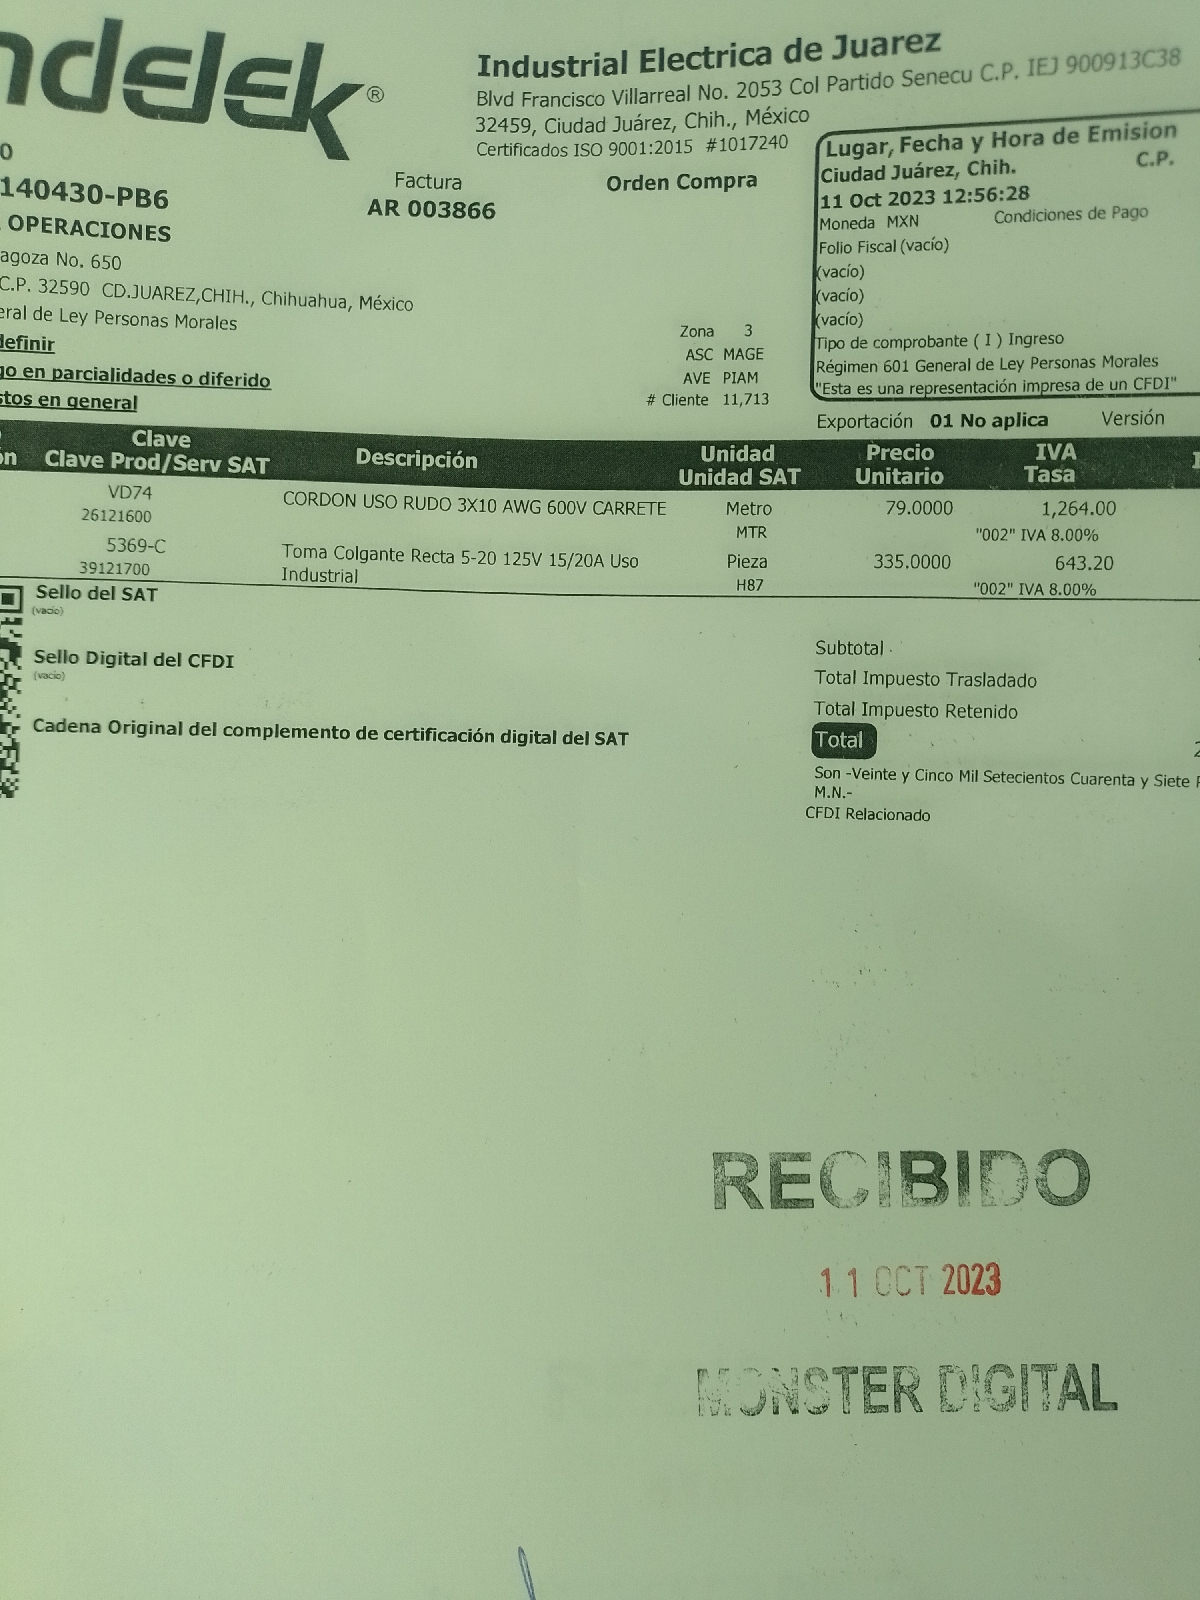 ndelek®
Industrial Electrica de Juarez
Blvd Francisco Villarreal No. 2053 Col Partido Senecu C.P. IEJ 900913C38
32459, Ciudad Juárez, Chih., México
Certificados ISO 9001:2015 #1017240
Lugar, Fecha y Hora de Emision
Ciudad Juárez, Chih. C.P.
11 Oct 2023 12:56:28
Moneda MXN Condiciones de Pago
Folio Fiscal (vacío)
(vacío)
(vacío)
(vacío)
Tipo de comprobante ( I ) Ingreso
Régimen 601 General de Ley Personas Morales
"Esta es una representación impresa de un CFDI"
Factura
AR 003866
Orden Compra
0
140430-PB6
OPERACIONES
agoza No. 650
C.P. 32590 CD.JUAREZ,CHIH., Chihuahua, México
eral de Ley Personas Morales
definir
go en parcialidades o diferido
stos en general
Zona 3
ASC MAGE
AVE PIAM
# Cliente 11,713
Exportación 01 No aplica Versión
Clave Descripción Unidad Precio IVA
ón Clave Prod/Serv SAT Unidad SAT Unitario Tasa
VD74 CORDON USO RUDO 3X10 AWG 600V CARRETE Metro 79.0000 1,264.00
26121600 MTR "002" IVA 8.00%
5369-C Toma Colgante Recta 5-20 125V 15/20A Uso Pieza 335.0000 643.20
39121700 Industrial H87 "002" IVA 8.00%
Sello del SAT
(vacío)
Sello Digital del CFDI
(vacío)
Cadena Original del complemento de certificación digital del SAT
Subtotal
Total Impuesto Trasladado
Total Impuesto Retenido
Total 2
Son -Veinte y Cinco Mil Setecientos Cuarenta y Siete P
M.N.-
CFDI Relacionado
RECIBIDO
11 OCT 2023
MONSTER DIGITAL